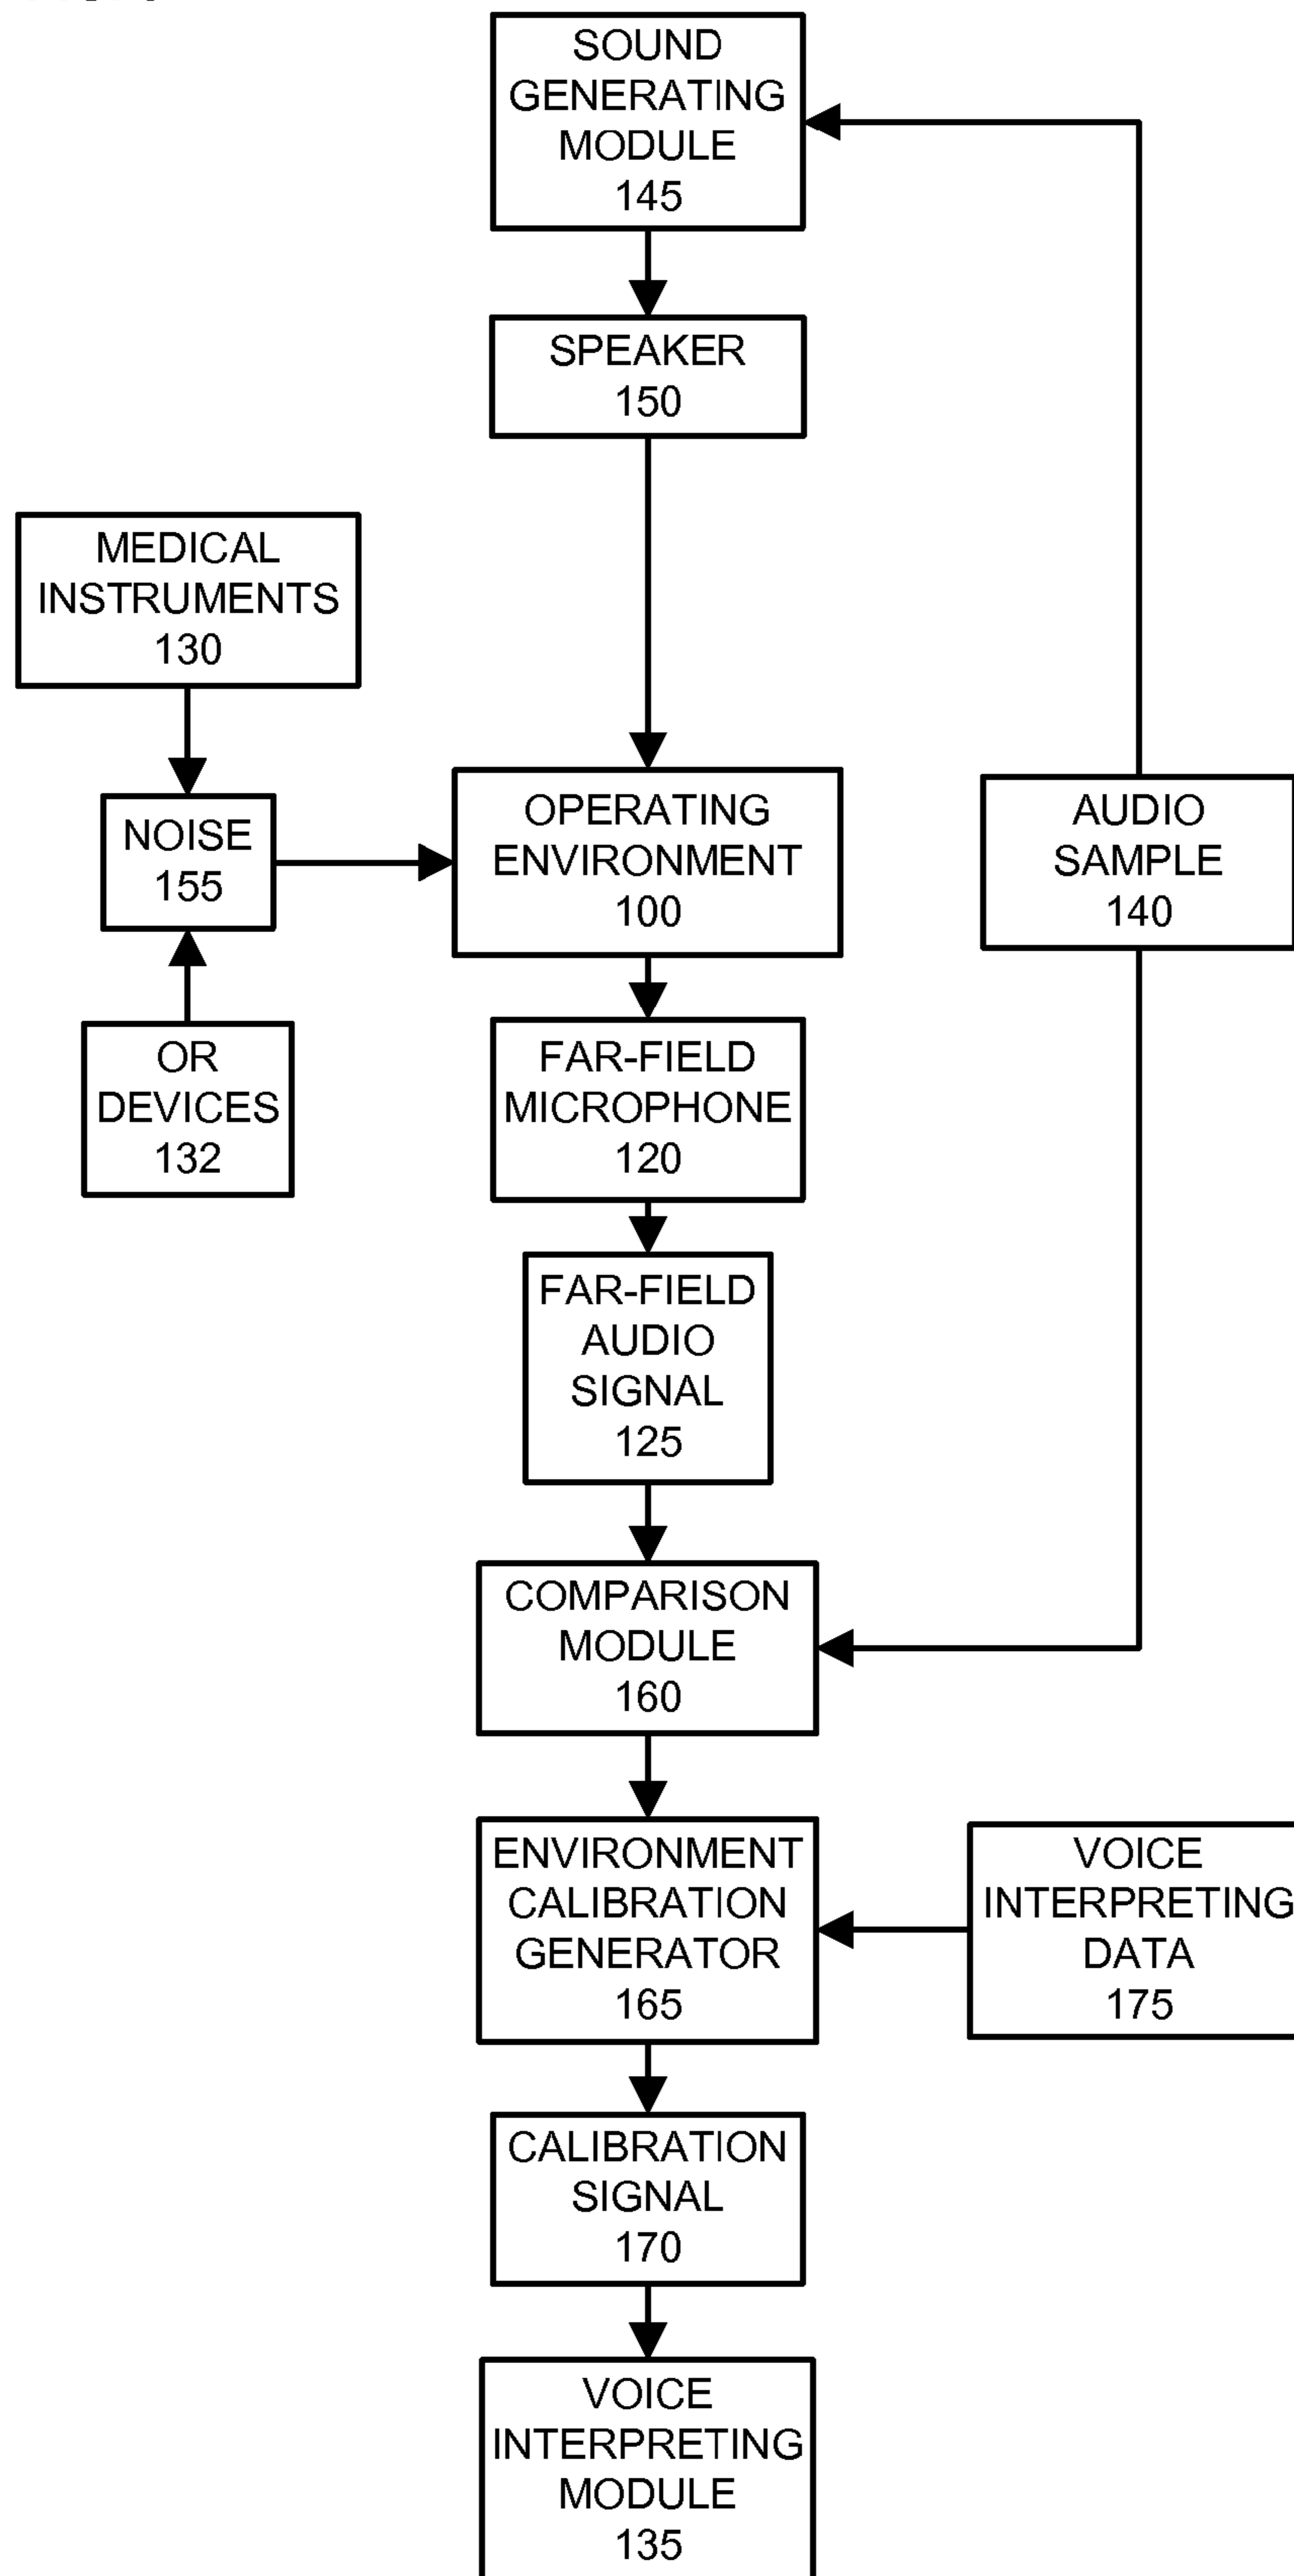 SOUND
GENERATING
MODULE
145
SPEAKER
150
MEDICAL
INSTRUMENTS
130
NOISE
155
OPERATING
ENVIRONMENT
100
AUDIO
SAMPLE
140
OR
DEVICES
132
FAR-FIELD
MICROPHONE
120
FAR-FIELD
AUDIO
SIGNAL
125
COMPARISON
MODULE
160
ENVIRONMENT
CALIBRATION
GENERATOR
165
VOICE
INTERPRETING
DATA
175
CALIBRATION
SIGNAL
170
VOICE
INTERPRETING
MODULE
135